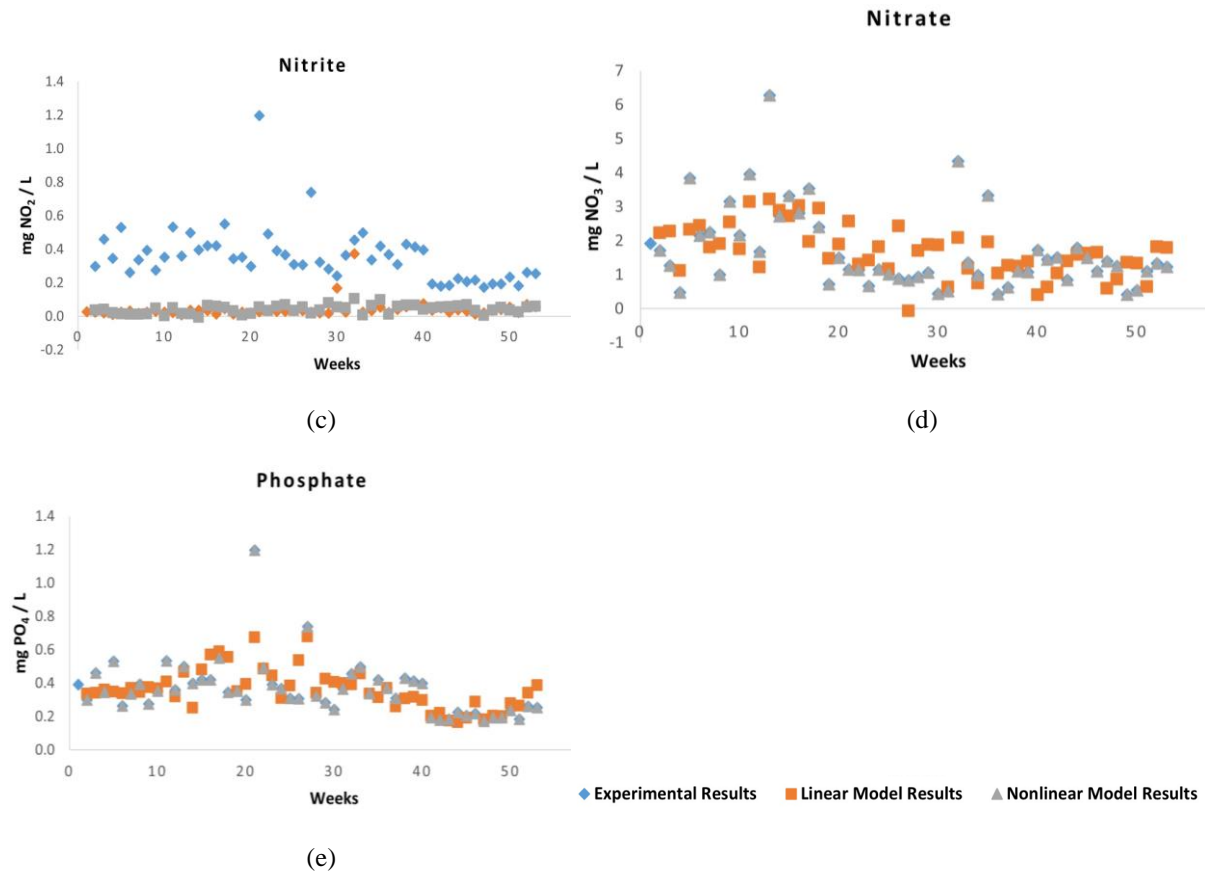 Nitrite
mg NO2 / L
1.4
1.2
1.0
0.8
0.6
0.4
0.2
0.0
-0.2
0 10 20 30 40 50
Weeks
(c)
Nitrate
mg NO3 / L
7
6
5
4
3
2
1
0
-1
0 10 20 30 40 50
Weeks
(d)
Phosphate
mg PO4 / L
1.4
1.2
1.0
0.8
0.6
0.4
0.2
0.0
0 10 20 30 40 50
Weeks
Experimental Results Linear Model Results Nonlinear Model Results
(e)